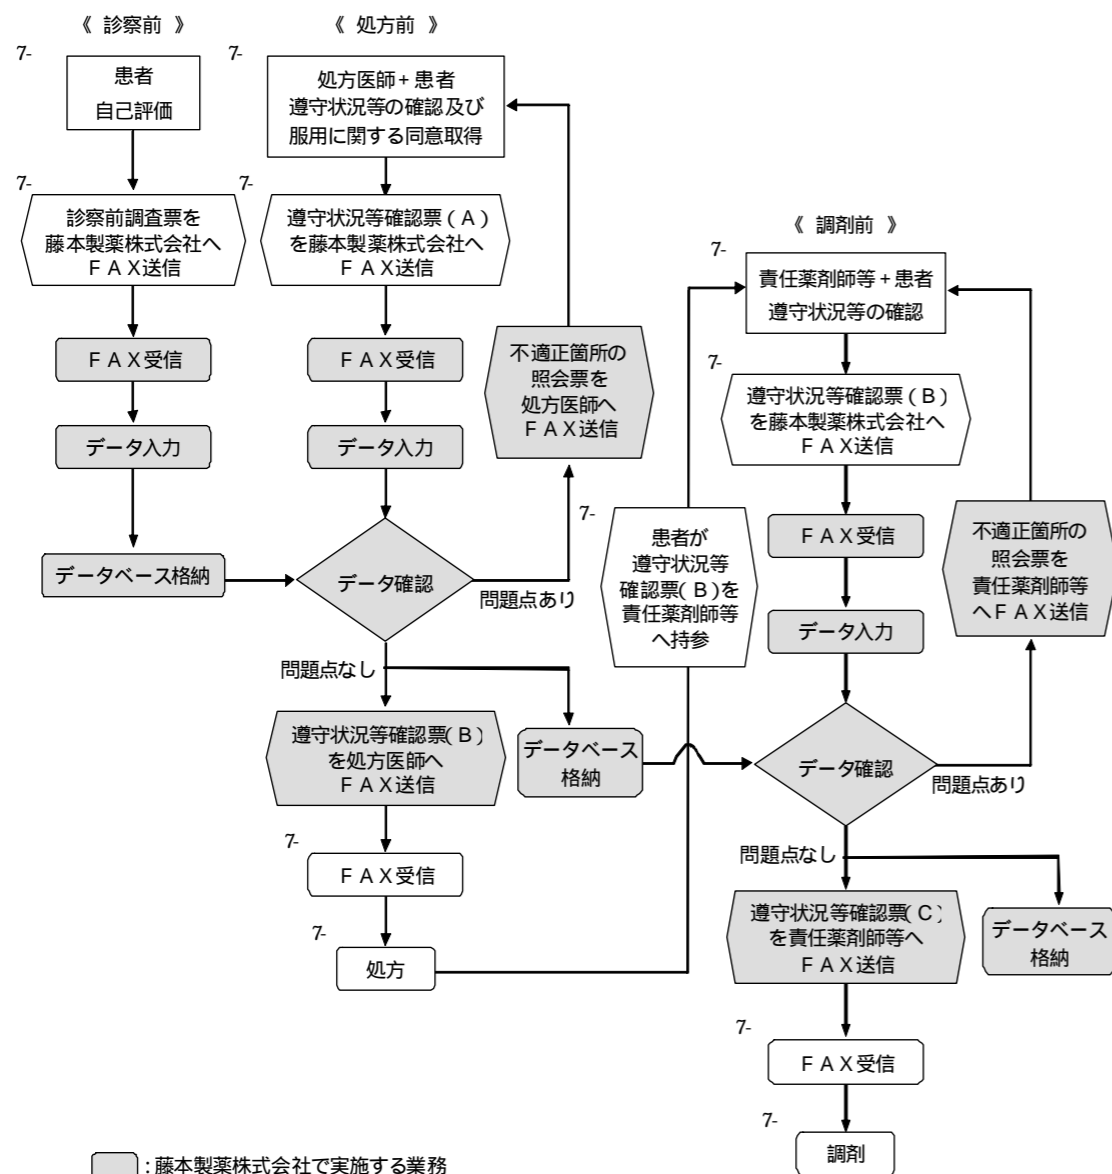 《 診察前 》
7-
患者
自己評価
7-
診察前調査票を
藤本製薬株式会社へ
FAX送信
FAX受信
データ入力
データベース格納
《 処方前 》
7-
処方医師+患者
遵守状況等の確認及び
服用に関する同意取得
7-
遵守状況等確認票(A)
を藤本製薬株式会社へ
FAX送信
FAX受信
データ入力
データ確認
問題点あり
不適正箇所の
照会票を
処方医師へ
FAX送信
問題点なし
遵守状況等確認票(B)
を処方医師へ
FAX送信
データベース
格納
7-
FAX受信
7-
処方
7-
患者が
遵守状況等
確認票(B)を
責任薬剤師等
へ持参
《 調剤前 》
7-
責任薬剤師等+患者
遵守状況等の確認
7-
遵守状況等確認票(B)
を藤本製薬株式会社へ
FAX送信
FAX受信
データ入力
データ確認
問題点あり
不適正箇所の
照会票を
責任薬剤師等
へFAX送信
問題点なし
遵守状況等確認票(C)
を責任薬剤師等へ
FAX送信
データベース
格納
7-
FAX受信
7-
調剤
:藤本製薬株式会社で実施する業務